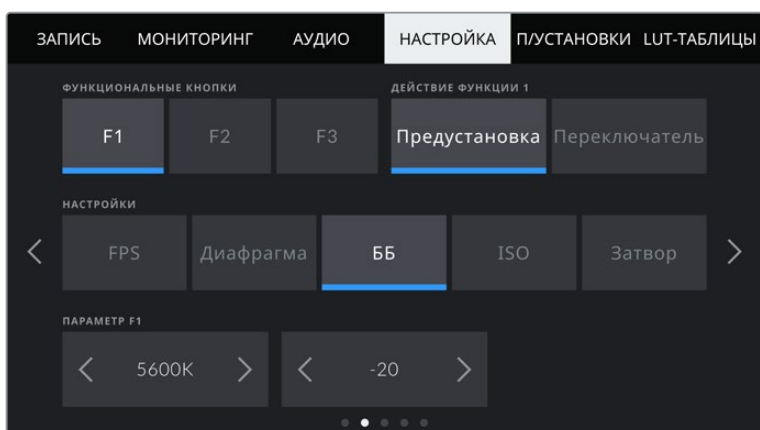 ЗАПИСЬ МОНИТОРИНГ АУДИО НАСТРОЙКА П/УСТАНОВКИ LUT-ТАБЛИЦЫ
ФУНКЦИОНАЛЬНЫЕ КНОПКИ ДЕЙСТВИЕ ФУНКЦИИ 1
F1 F2 F3 Предустановка Переключатель
НАСТРОЙКИ
FPS Диафрагма ББ ISO Затвор
ПАРАМЕТР F1
5600K -20